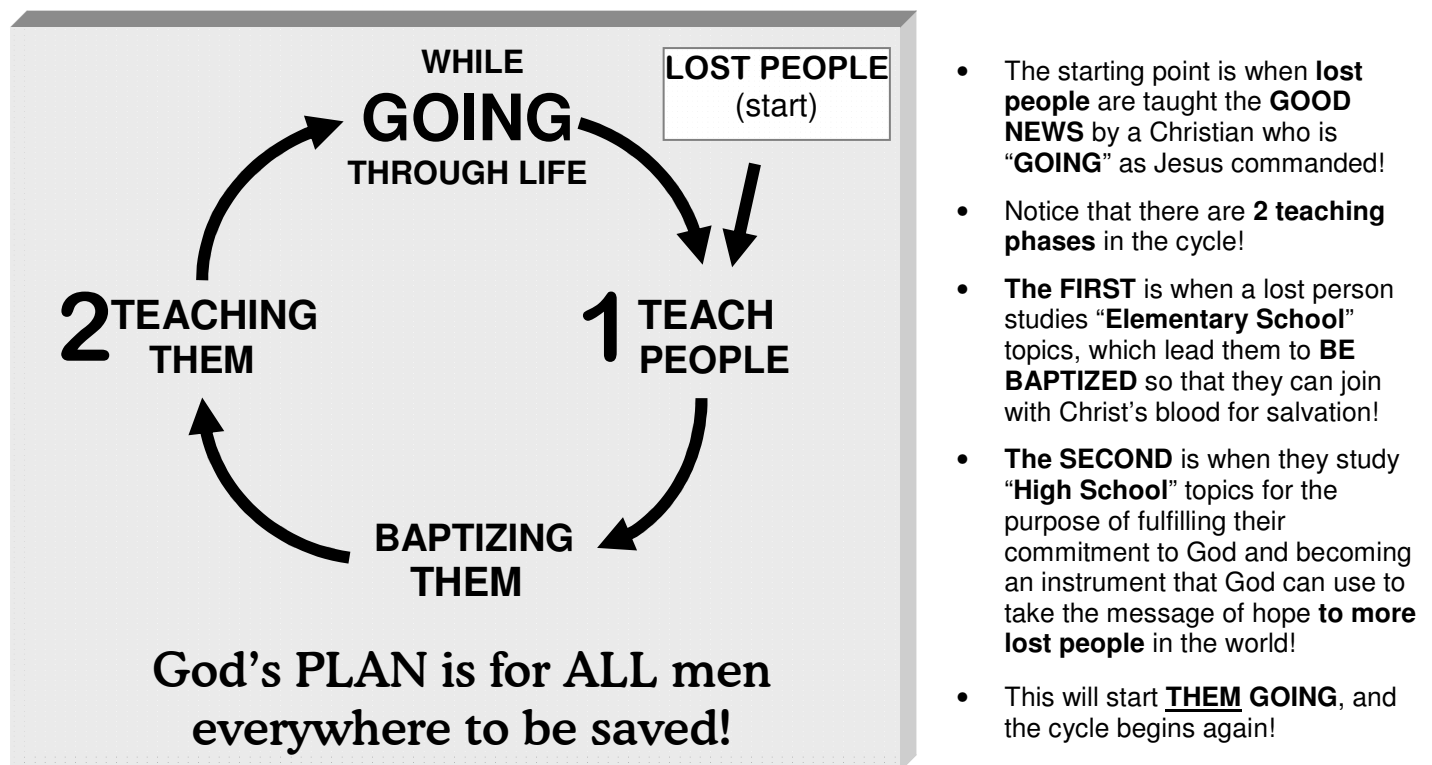 WHILE
GOING
THROUGH LIFE
LOST PEOPLE
(start)
2 TEACHING
THEM
1 TEACH
PEOPLE
BAPTIZING
THEM
God’s PLAN is for ALL men
everywhere to be saved!
• The starting point is when lost
people are taught the GOOD
NEWS by a Christian who is
“GOING” as Jesus commanded!
• Notice that there are 2 teaching
phases in the cycle!
• The FIRST is when a lost person
studies “Elementary School”
topics, which lead them to BE
BAPTIZED so that they can join
with Christ’s blood for salvation!
• The SECOND is when they study
“High School” topics for the
purpose of fulfilling their
commitment to God and becoming
an instrument that God can use to
take the message of hope to more
lost people in the world!
• This will start THEM GOING, and
the cycle begins again!